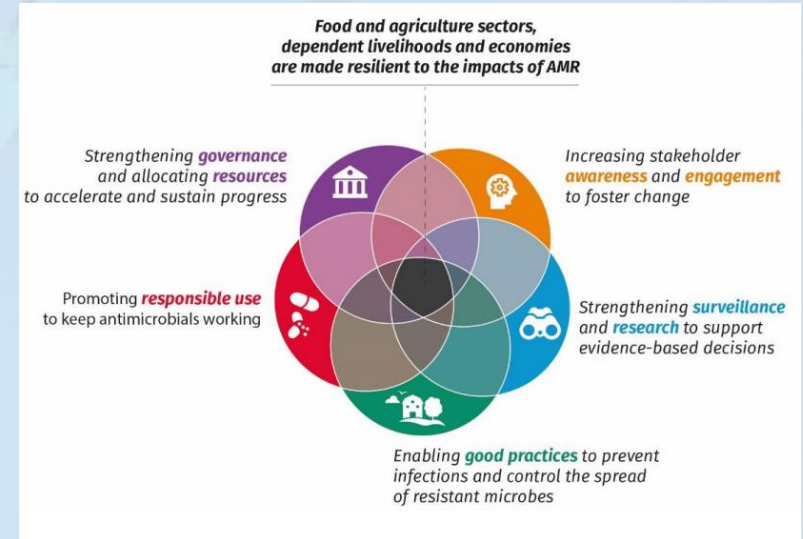 Food and agriculture sectors,
dependent livelihoods and economies
are made resilient to the impacts of AMR
Strengthening governance
and allocating resources
to accelerate and sustain progress
Increasing stakeholder
awareness and engagement
to foster change
Promoting responsible use
to keep antimicrobials working
Strengthening surveillance
and research to support
evidence-based decisions
Enabling good practices to prevent
infections and control the spread
of resistant microbes